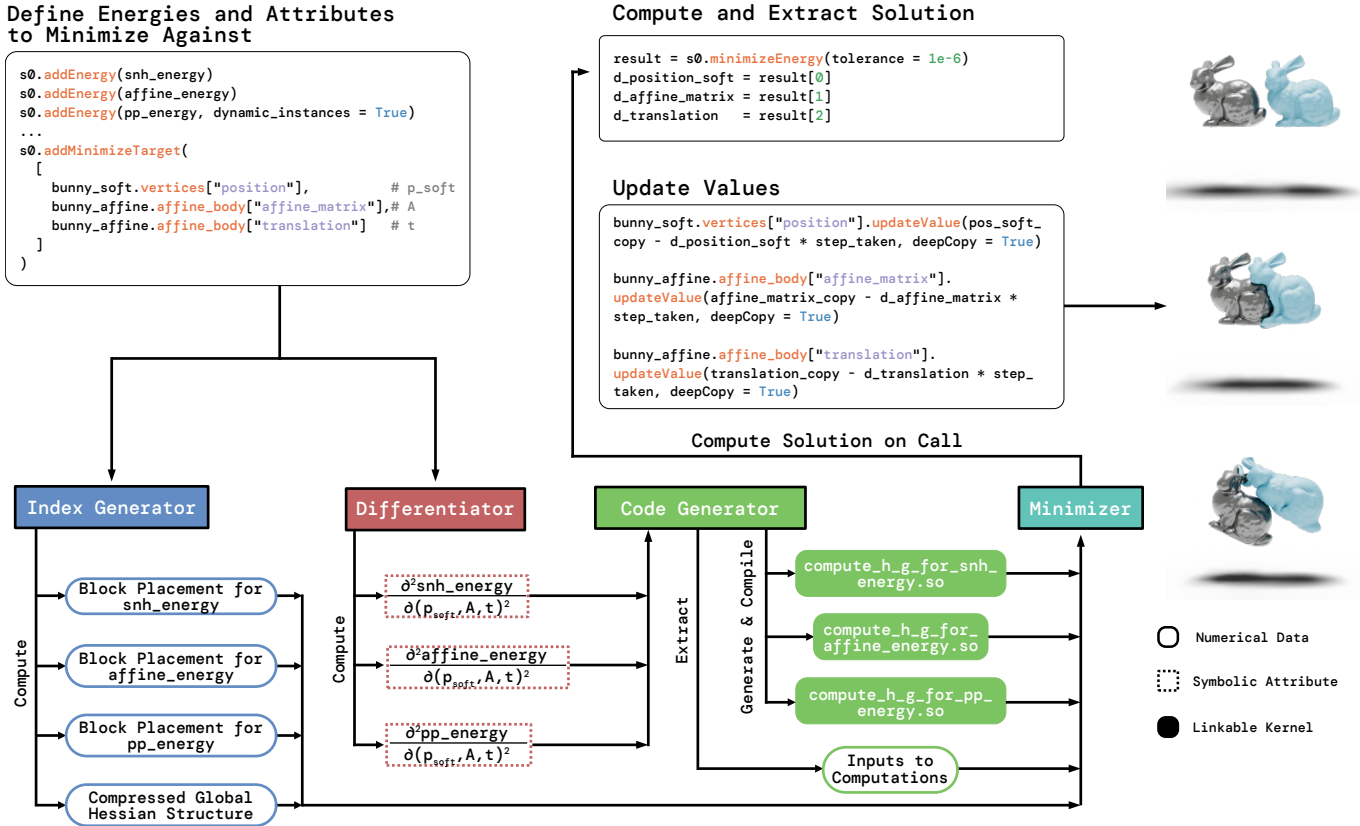 Define Energies and Attributes
to Minimize Against
s0.addEnergy(snh_energy)
s0.addEnergy(affine_energy)
s0.addEnergy(pp_energy, dynamic_instances = True)
...
s0.addMinimizeTarget(
[
bunny_soft.vertices["position"], # p_soft
bunny_affine.affine_body["affine_matrix"],# A
bunny_affine.affine_body["translation"] # t
]
)
Compute and Extract Solution
result = s0.minimizeEnergy(tolerance = 1e-6)
d_position_soft = result[0]
d_affine_matrix = result[1]
d_translation = result[2]
Update Values
bunny_soft.vertices["position"].updateValue(pos_soft_
copy - d_position_soft * step_taken, deepCopy = True)
bunny_affine.affine_body["affine_matrix"].
updateValue(affine_matrix_copy - d_affine_matrix *
step_taken, deepCopy = True)
bunny_affine.affine_body["translation"].
updateValue(translation_copy - d_translation * step_
taken, deepCopy = True)
Compute Solution on Call
Index Generator
Compute
Block Placement for
snh_energy
Block Placement for
affine_energy
Block Placement for
pp_energy
Compressed Global
Hessian Structure
Differentiator
Compute
∂²snh_energy
∂(p_soft,A,t)²
∂²affine_energy
∂(p_soft,A,t)²
∂²pp_energy
∂(p_soft,A,t)²
Code Generator
Extract
Generate & Compile
compute_h_g_for_snh_
energy.so
compute_h_g_for_
affine_energy.so
compute_h_g_for_pp_
energy.so
Inputs to
Computations
Minimizer
Numerical Data
Symbolic Attribute
Linkable Kernel